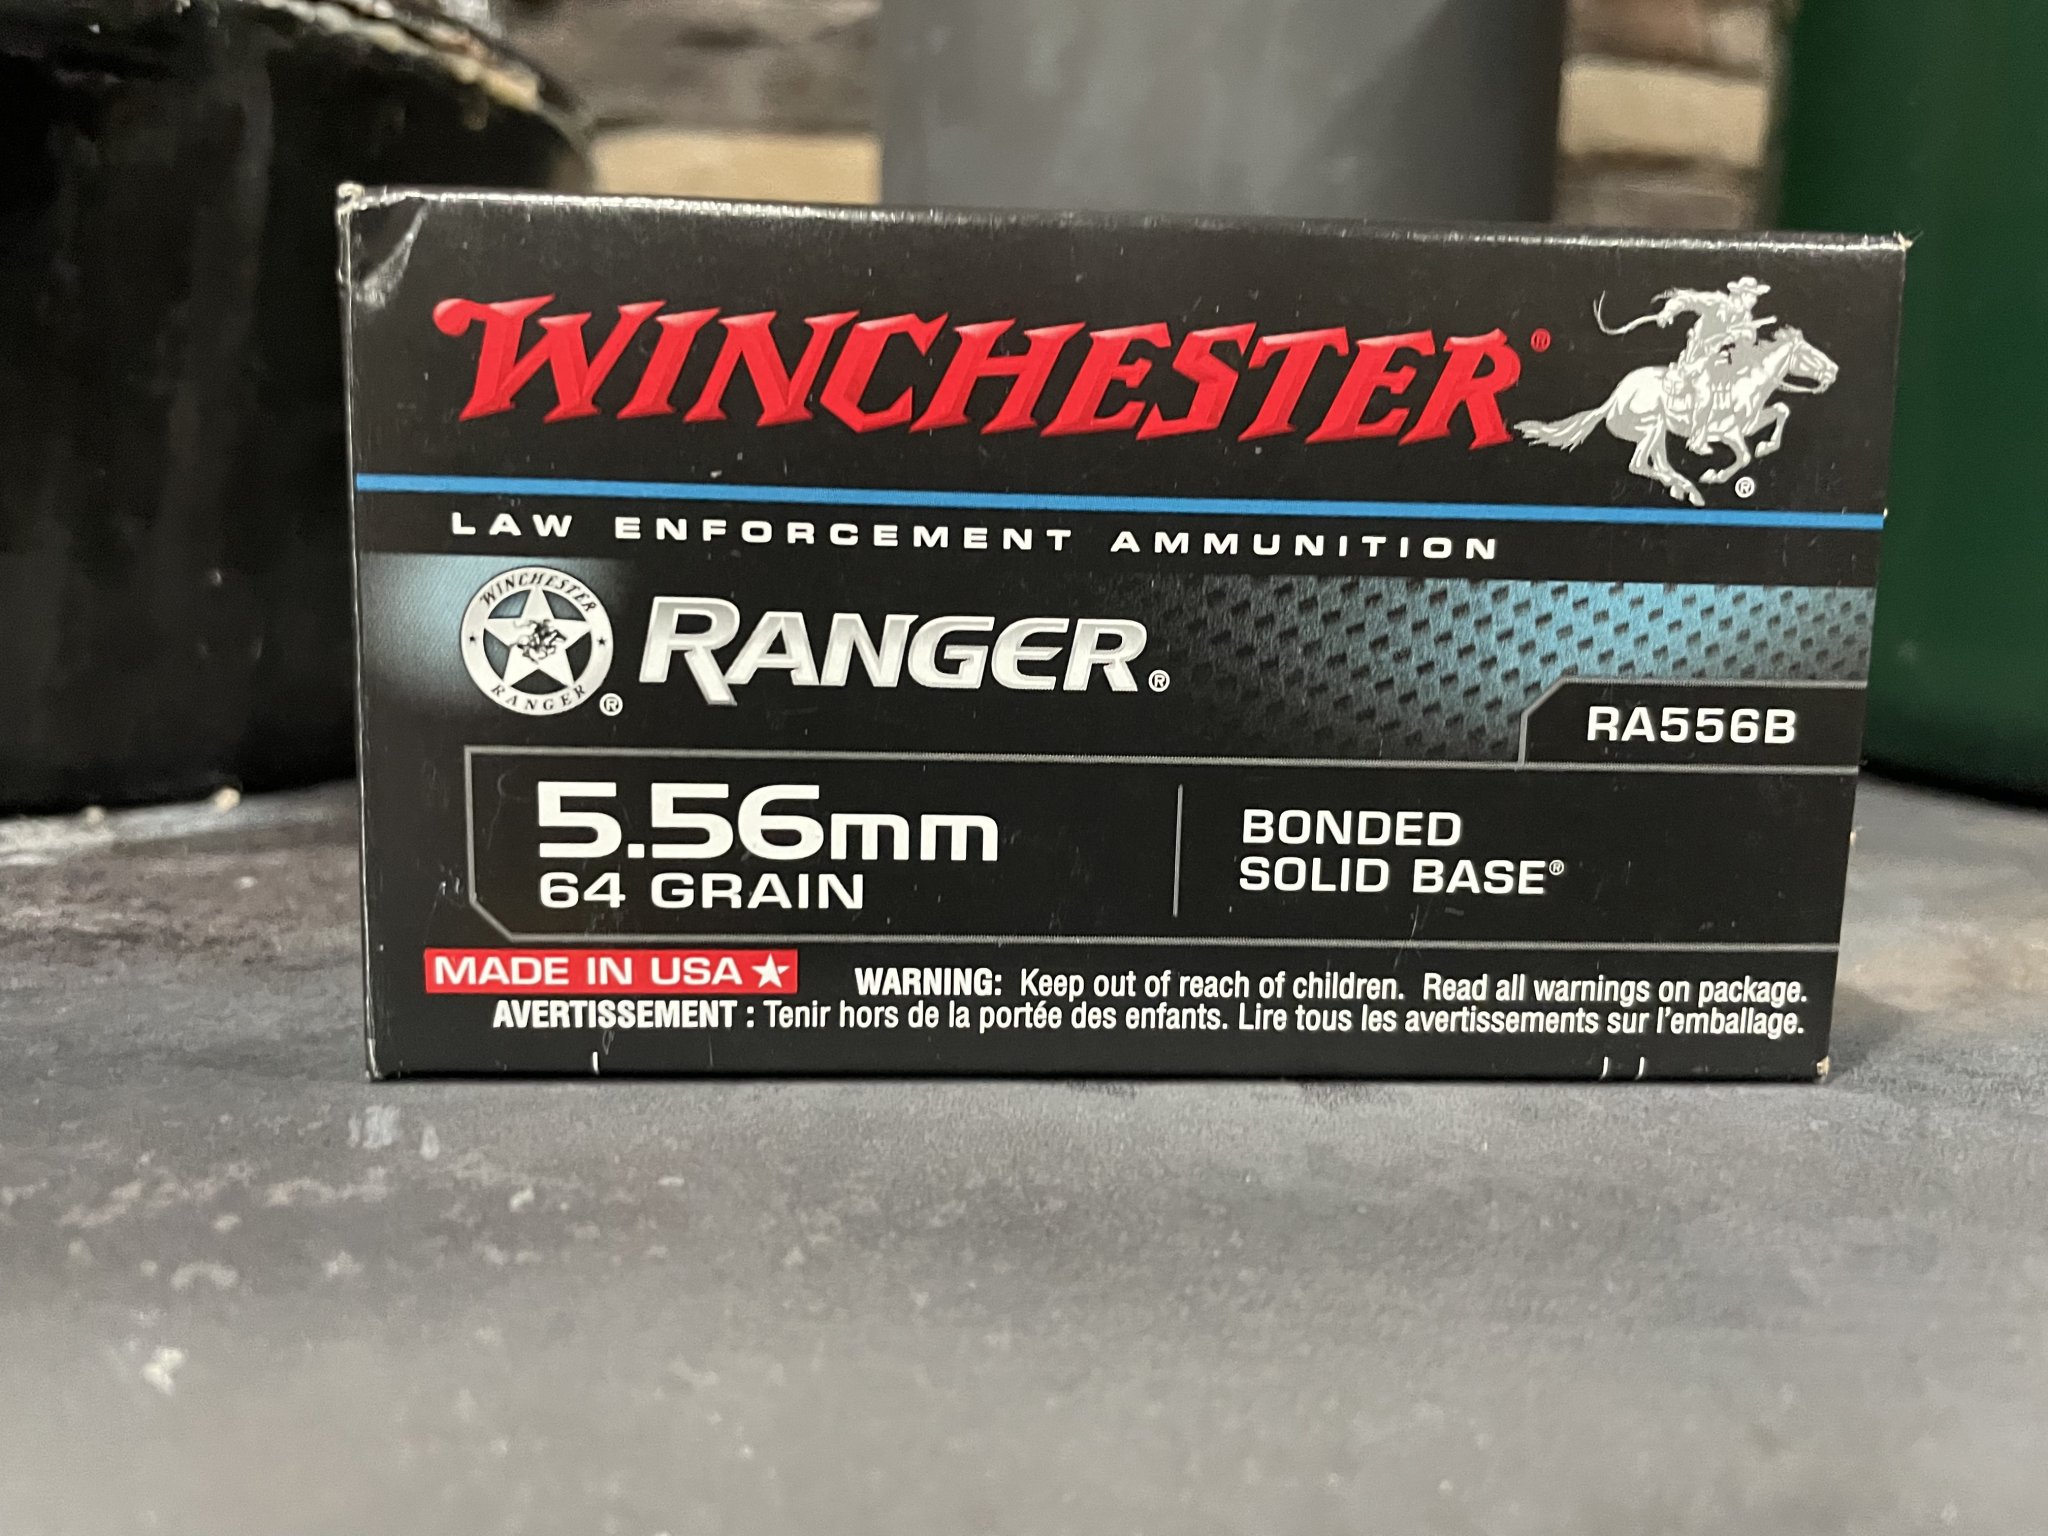 WINCHESTER®
®
LAW ENFORCEMENT AMMUNITION
WINCHESTER
RANGER
®
RANGER®
RA556B
5.56mm
64 GRAIN
BONDED
SOLID BASE®
MADE IN USA
WARNING: Keep out of reach of children. Read all warnings on package.
AVERTISSEMENT : Tenir hors de la portée des enfants. Lire tous les avertissements sur l'emballage.